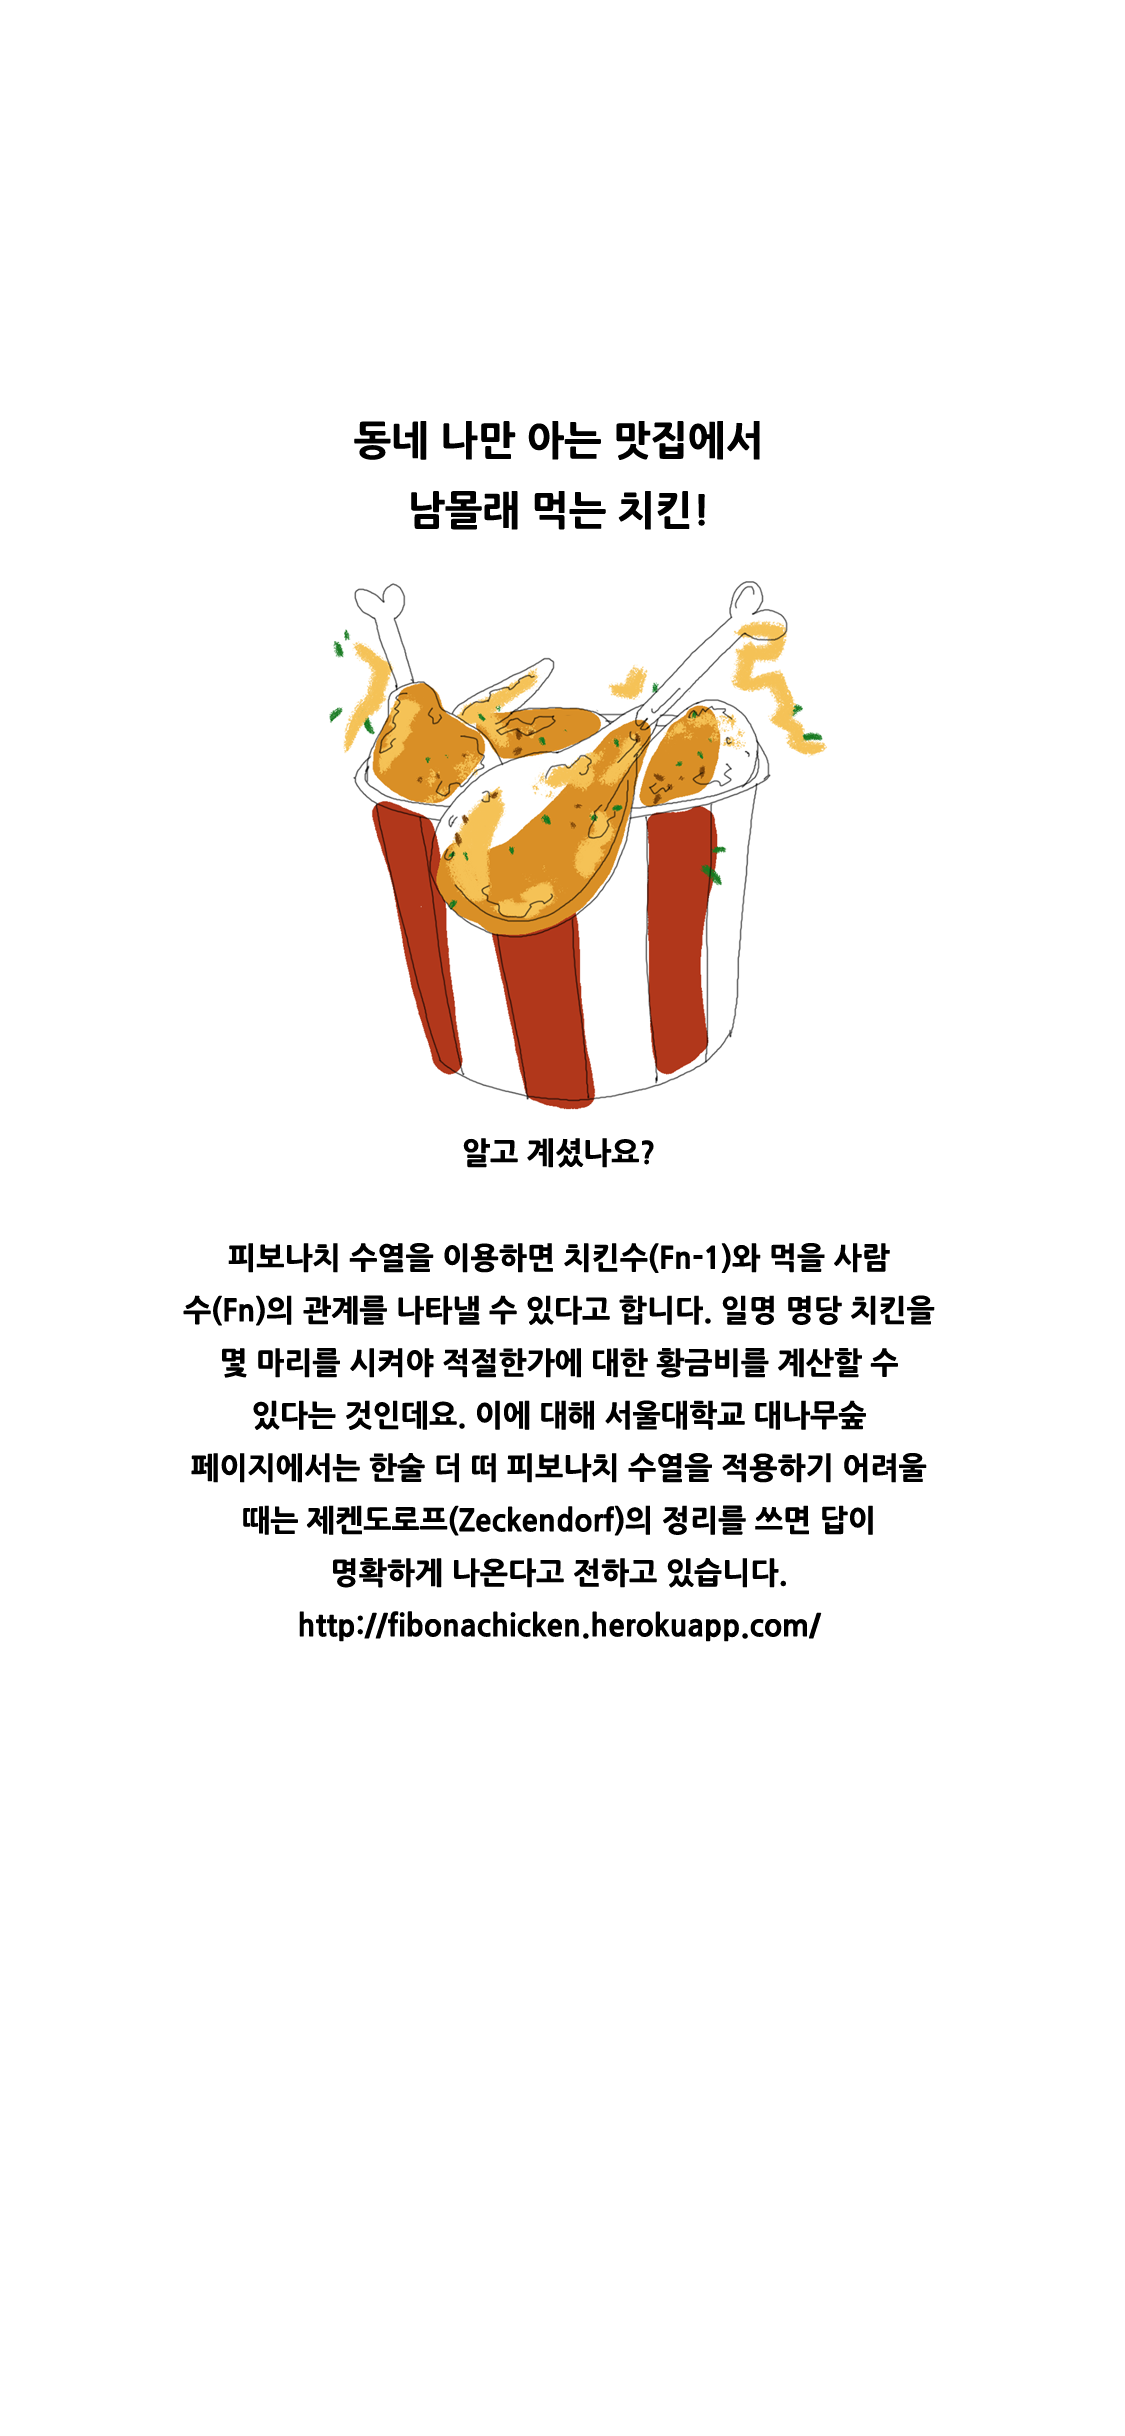 동네 나만 아는 맛집에서
남몰래 먹는 치킨!
알고 계셨나요?
피보나치 수열을 이용하면 치킨수(Fn-1)와 먹을 사람
수(Fn)의 관계를 나타낼 수 있다고 합니다. 일명 명당 치킨을
몇 마리를 시켜야 적절한가에 대한 황금비를 계산할 수
있다는 것인데요. 이에 대해 서울대학교 대나무숲
페이지에서는 한술 더 떠 피보나치 수열을 적용하기 어려울
때는 제켄도로프(Zeckendorf)의 정리를 쓰면 답이
명확하게 나온다고 전하고 있습니다.
http://fibonachicken.herokuapp.com/